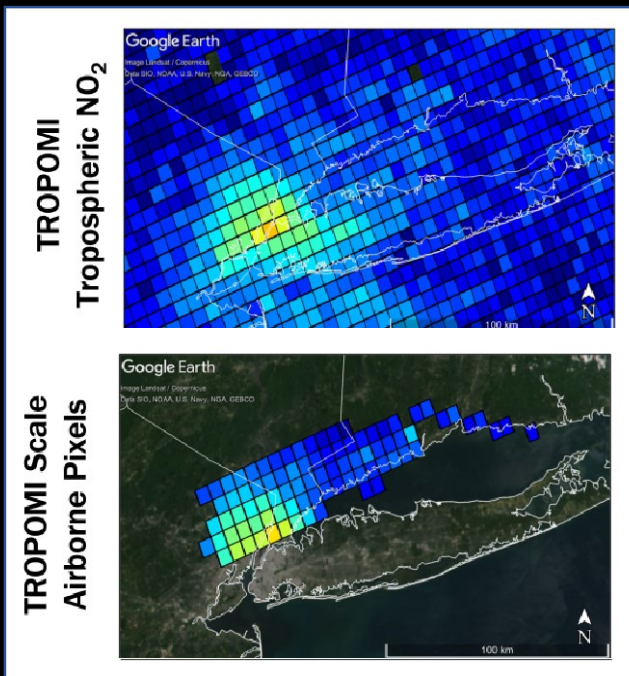 TROPOMI
Tropospheric NO₂
Google Earth
Image Landsat / Copernicus
Data SIO, NOAA, U.S. Navy, NGA, GEBCO
N
100 km
TROPOMI Scale
Airborne Pixels
Google Earth
Image Landsat / Copernicus
Data SIO, NOAA, U.S. Navy, NGA, GEBCO
N
100 km